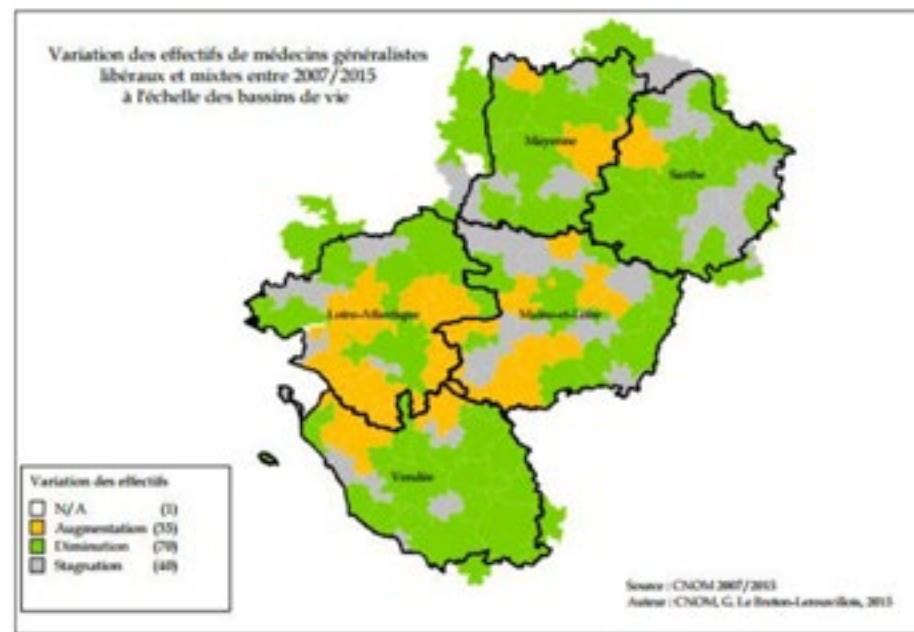 Variation des effectifs de médecins généralistes
libéraux et mixtes entre 2007/2015
à l'échelle des bassins de vie
Mayenne
Sarthe
Loire-Atlantique
Maine-et-Loire
Vendée
Variation des effectifs
N/A (1)
Augmentation (35)
Diminution (70)
Stagnation (40)
Source : CNOM 2007/2015
Auteur : CNOM, G. Le Breton-Lerouvillois, 2015